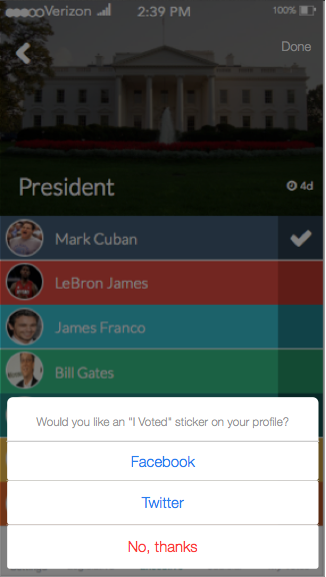 Verizon 2:39 PM 100%
Done
President 4d
Mark Cuban
LeBron James
James Franco
Bill Gates
Would you like an "I Voted" sticker on your profile?
Facebook
Twitter
No, thanks